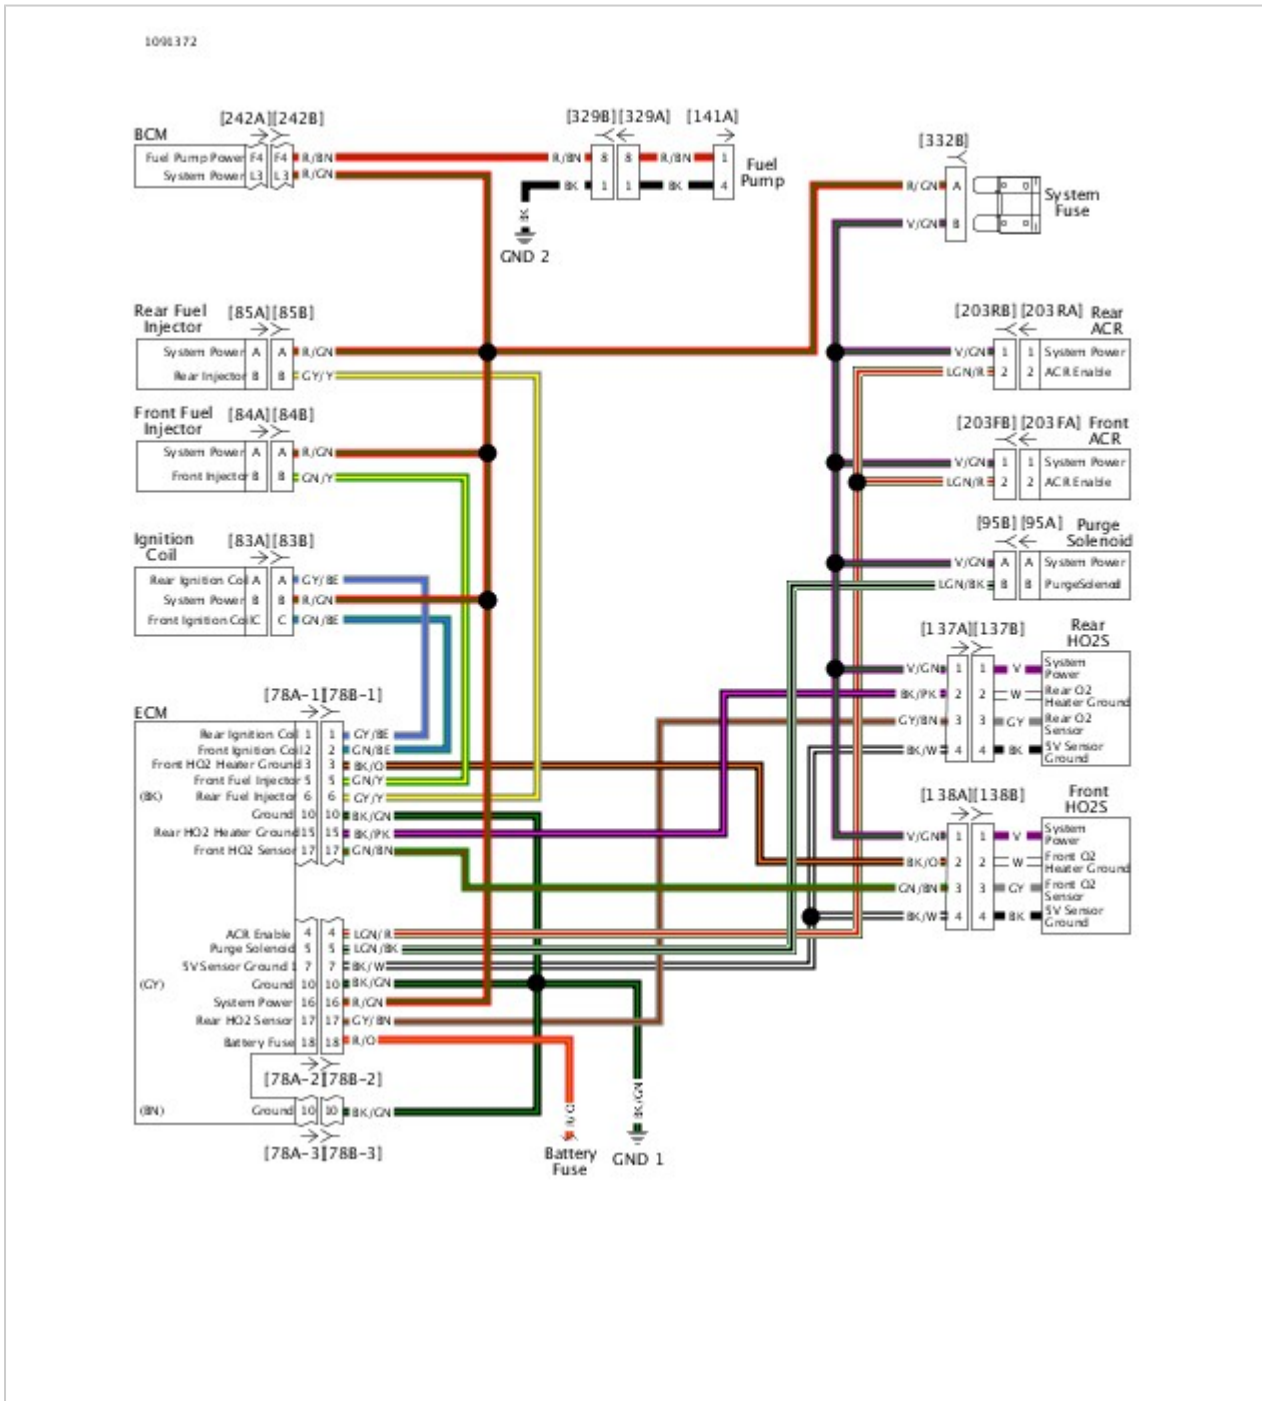 1091372
[242A][242B]
BCM
Fuel Pump Power F4 F4 R/BN
System Power L3 L3 R/GN
[329B][329A] [141A]
R/BN 8 8 R/BN 1
BK 1 1 BK 4
Fuel
Pump
BK
GND 2
[332B]
R/GN A
V/GN B
System
Fuse
Rear Fuel
Injector
[85A][85B]
System Power A A R/GN
Rear Injector B B GY/Y
Front Fuel
Injector
[84A][84B]
System Power A A R/GN
Front Injector B B GN/Y
Ignition
Coil
[83A][83B]
Rear Ignition Coil A A GY/BE
System Power B B R/GN
Front Ignition Coil C C GN/BE
[203RB][203RA] Rear
ACR
V/GN 1 1 System Power
LGN/R 2 2 ACR Enable
[203FB][203FA] Front
ACR
V/GN 1 1 System Power
LGN/R 2 2 ACR Enable
[95B][95A] Purge
Solenoid
V/GN A A System Power
LGN/BK B B PurgeSolenoid
[137A][137B]
Rear
HO2S
V/GN 1 1 V System
Power
BK/PK 2 2 W Rear O2
Heater Ground
GY/BN 3 3 GY Rear O2
Sensor
BK/W 4 4 BK 5V Sensor
Ground
[138A][138B]
Front
HO2S
V/GN 1 1 V System
Power
BK/O 2 2 W Front O2
Heater Ground
GN/BN 3 3 GY Front O2
Sensor
BK/W 4 4 BK 5V Sensor
Ground
[78A-1][78B-1]
ECM
Rear Ignition Coil 1 1 GY/BE
Front Ignition Coil 2 2 GN/BE
Front HO2 Heater Ground 3 3 BK/O
Front Fuel Injector 5 5 GN/Y
(BK) Rear Fuel Injector 6 6 GY/Y
Ground 10 10 BK/GN
Rear HO2 Heater Ground 15 15 BK/PK
Front HO2 Sensor 17 17 GN/BN
ACR Enable 4 4 LGN/R
Purge Solenoid 5 5 LGN/BK
5V Sensor Ground 1 7 7 BK/W
(GY) Ground 10 10 BK/GN
System Power 16 16 R/GN
Rear HO2 Sensor 17 17 GY/BN
Battery Fuse 18 18 R/O
[78A-2][78B-2]
(BN) Ground 10 10 BK/GN
[78A-3][78B-3]
R/O
Battery
Fuse
BK/GN
GND 1